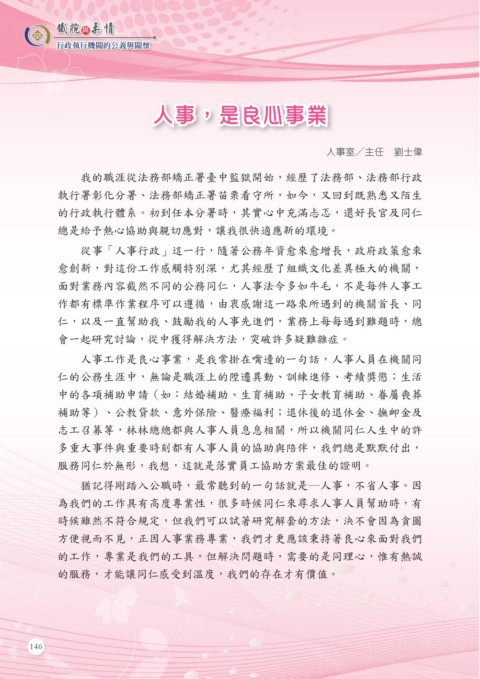 鐵腕與柔情
行政執行機關的公義與關懷
人事，是良心事業
人事室／主任　劉士偉
我的職涯從法務部矯正署臺中監獄開始，經歷了法務部、法務部行政
執行署彰化分署、法務部矯正署苗栗看守所，如今，又回到既熟悉又陌生
的行政執行體系。初到任本分署時，其實心中充滿忐忑，還好長官及同仁
總是給予熱心協助與親切應對，讓我很快適應新的環境。
從事「人事行政」這一行，隨著公務年資愈來愈增長，政府政策愈來
愈創新，對這份工作感觸特別深，尤其經歷了組織文化差異極大的機關，
面對業務內容截然不同的公務同仁，人事法令多如牛毛，不是每件人事工
作都有標準作業程序可以遵循，由衷感謝這一路來所遇到的機關首長、同
仁，以及一直幫助我、鼓勵我的人事先進們，業務上每每遇到難題時，總
會一起研究討論，從中獲得解決方法，突破許多疑難雜症。
人事工作是良心事業，是我常掛在嘴邊的一句話，人事人員在機關同
仁的公務生涯中，無論是職涯上的陞遷異動、訓練進修、考績獎懲；生活
中的各項補助申請（如：結婚補助、生育補助、子女教育補助、眷屬喪葬
補助等）、公教貸款、意外保險、醫療福利；退休後的退休金、撫卹金及
志工召募等，林林總總都與人事人員息息相關，所以機關同仁人生中的許
多重大事件與重要時刻都有人事人員的協助與陪伴，我們總是默默付出，
服務同仁於無形，我想，這就是落實員工協助方案最佳的證明。
猶記得剛踏入公職時，最常聽到的一句話就是─人事，不省人事。因
為我們的工作具有高度專業性，很多時候同仁來尋求人事人員幫助時，有
時候雖然不符合規定，但我們可以試著研究解套的方法，決不會因為貪圖
方便視而不見，正因人事業務專業，我們才更應該秉持著良心來面對我們
的工作，專業是我們的工具，但解決問題時，需要的是同理心，惟有熱誠
的服務，才能讓同仁感受到溫度，我們的存在才有價值。
146